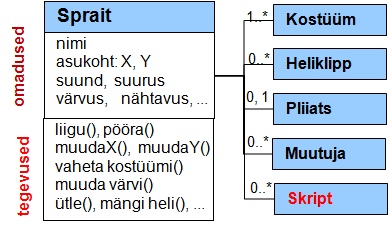 Sprait
omadused
nimi
asukoht: X, Y
suund, suurus
värvus, nähtavus, ...
tegevused
liigu(), pööra()
muudaX(), muudaY()
vaheta kostüümi()
muuda värvi()
ütle(), mängi heli(), ...
1..*
Kostüüm
0..*
Heliklipp
0, 1
Pliiats
0..*
Muutuja
0..*
Skript